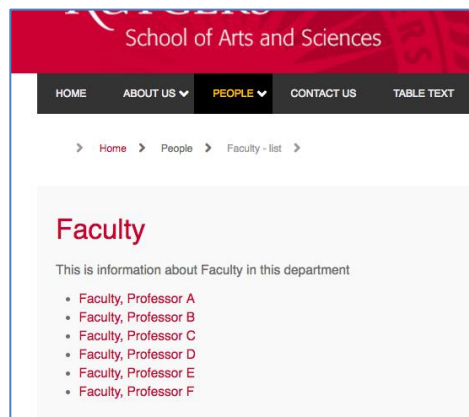 RUTGERS
School of Arts and Sciences
HOME ABOUT US PEOPLE CONTACT US TABLE TEXT
Home People Faculty - list
Faculty
This is information about Faculty in this department
Faculty, Professor A
Faculty, Professor B
Faculty, Professor C
Faculty, Professor D
Faculty, Professor E
Faculty, Professor F